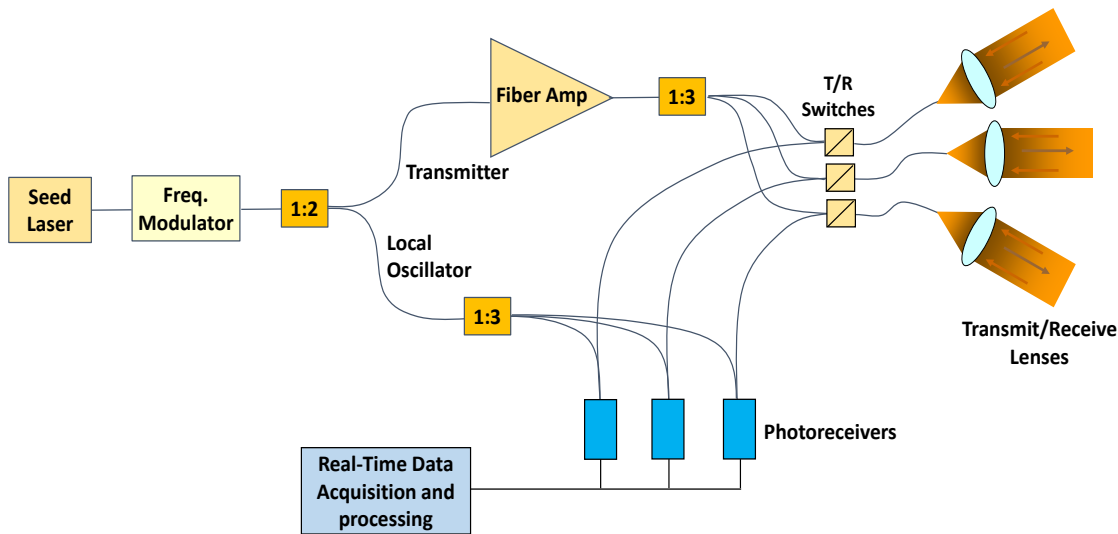 Seed
Laser
Freq.
Modulator
1:2
Transmitter
Local
Oscillator
Fiber Amp
1:3
1:3
T/R
Switches
Transmit/Receive
Lenses
Photoreceivers
Real-Time Data
Acquisition and
processing